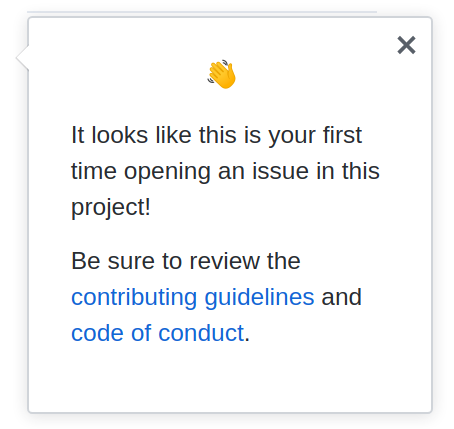 It looks like this is your first
time opening an issue in this
project!
Be sure to review the
contributing guidelines and
code of conduct.